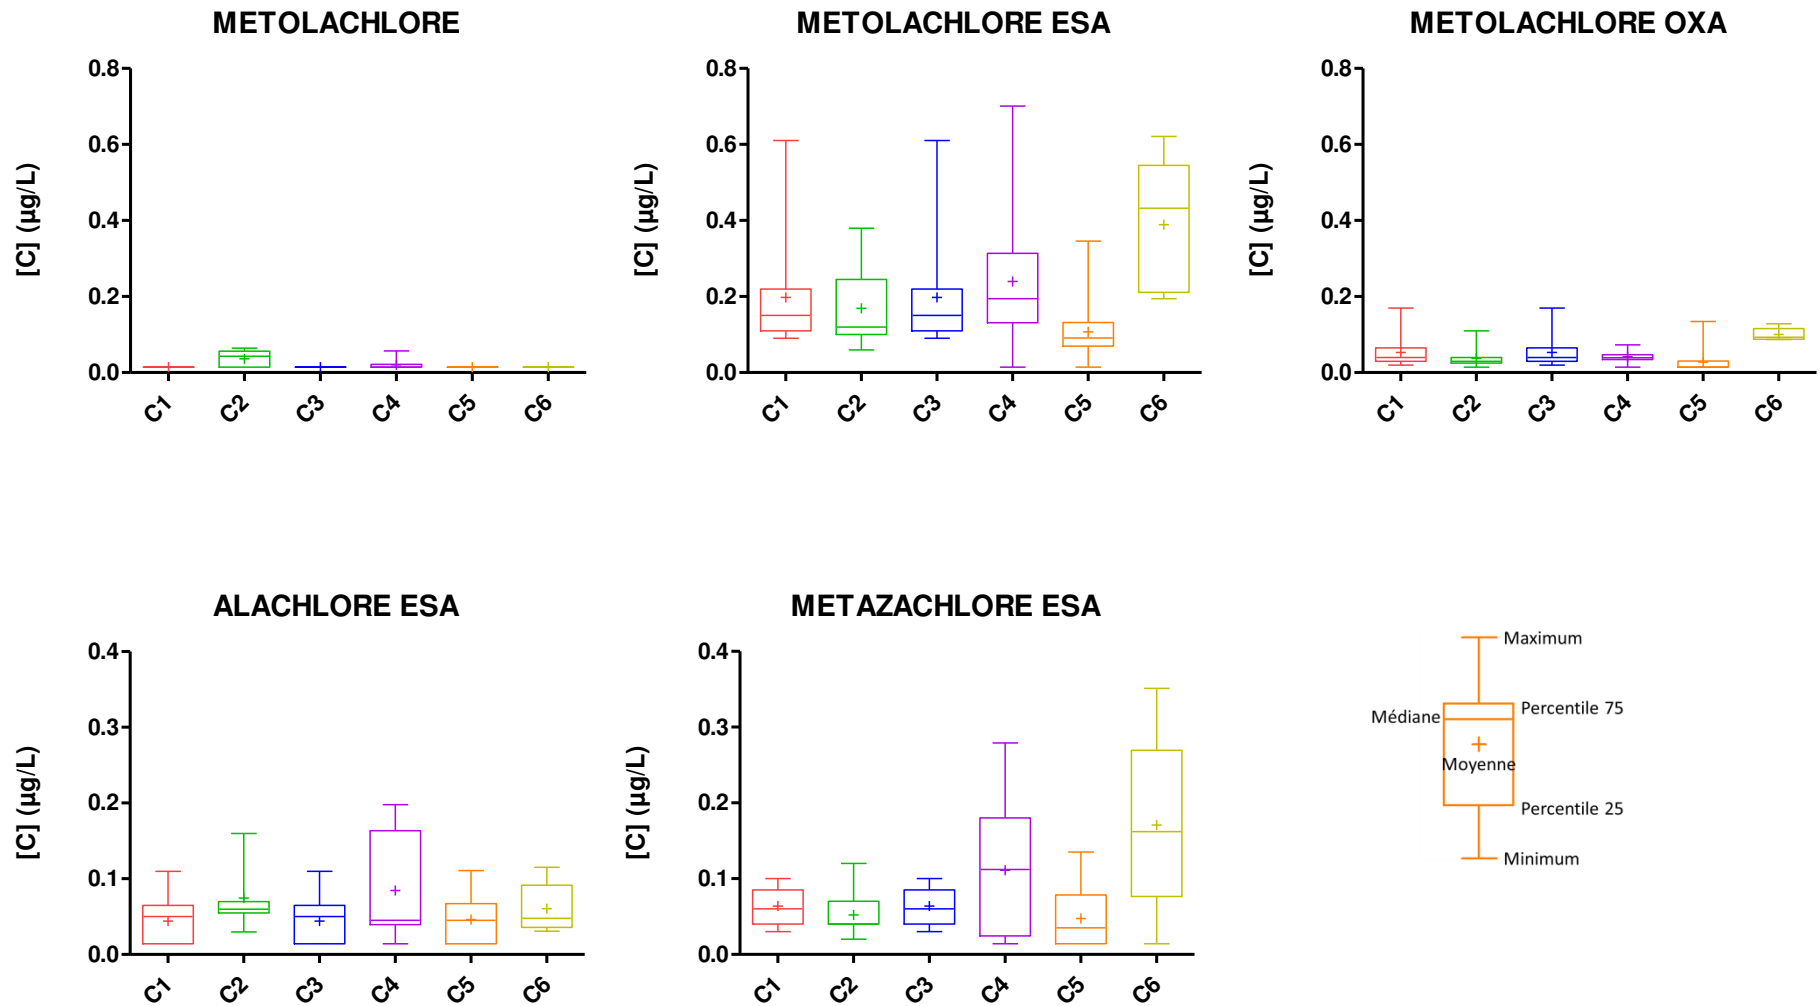 METOLACHLORE
[C] (µg/L)
0.8
0.6
0.4
0.2
0.0
C1 C2 C3 C4 C5 C6
METOLACHLORE ESA
[C] (µg/L)
0.8
0.6
0.4
0.2
0.0
C1 C2 C3 C4 C5 C6
METOLACHLORE OXA
[C] (µg/L)
0.8
0.6
0.4
0.2
0.0
C1 C2 C3 C4 C5 C6
ALACHLORE ESA
[C] (µg/L)
0.4
0.3
0.2
0.1
0.0
C1 C2 C3 C4 C5 C6
METAZACHLORE ESA
[C] (µg/L)
0.4
0.3
0.2
0.1
0.0
C1 C2 C3 C4 C5 C6
Maximum
Percentile 75
Médiane
Moyenne
Percentile 25
Minimum